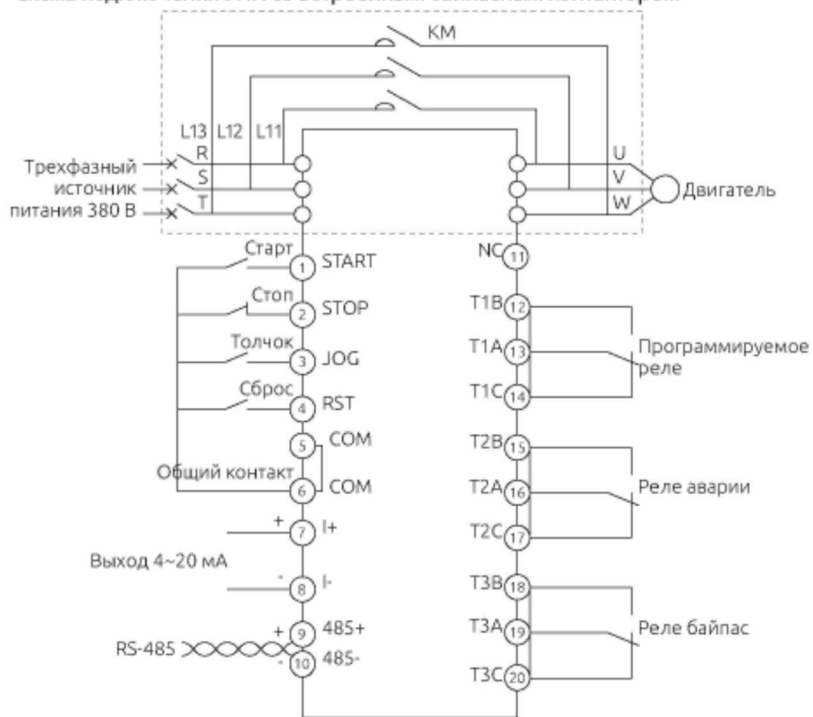 KM
L13 L12 L11
R
S
T
Трехфазный
источник
питания 380 В
U
V
W
Двигатель
Старт
1 START
Стоп
2 STOP
Толчок
3 JOG
Сброс
4 RST
5 COM
Общий контакт
6 COM
+ 7 I+
Выход 4~20 мА
- 8 I-
RS-485
+ 9 485+
- 10 485-
NC 11
T1B 12
T1A 13
T1C 14
Программируемое
реле
T2B 15
T2A 16
T2C 17
Реле аварии
T3B 18
T3A 19
T3C 20
Реле байпас